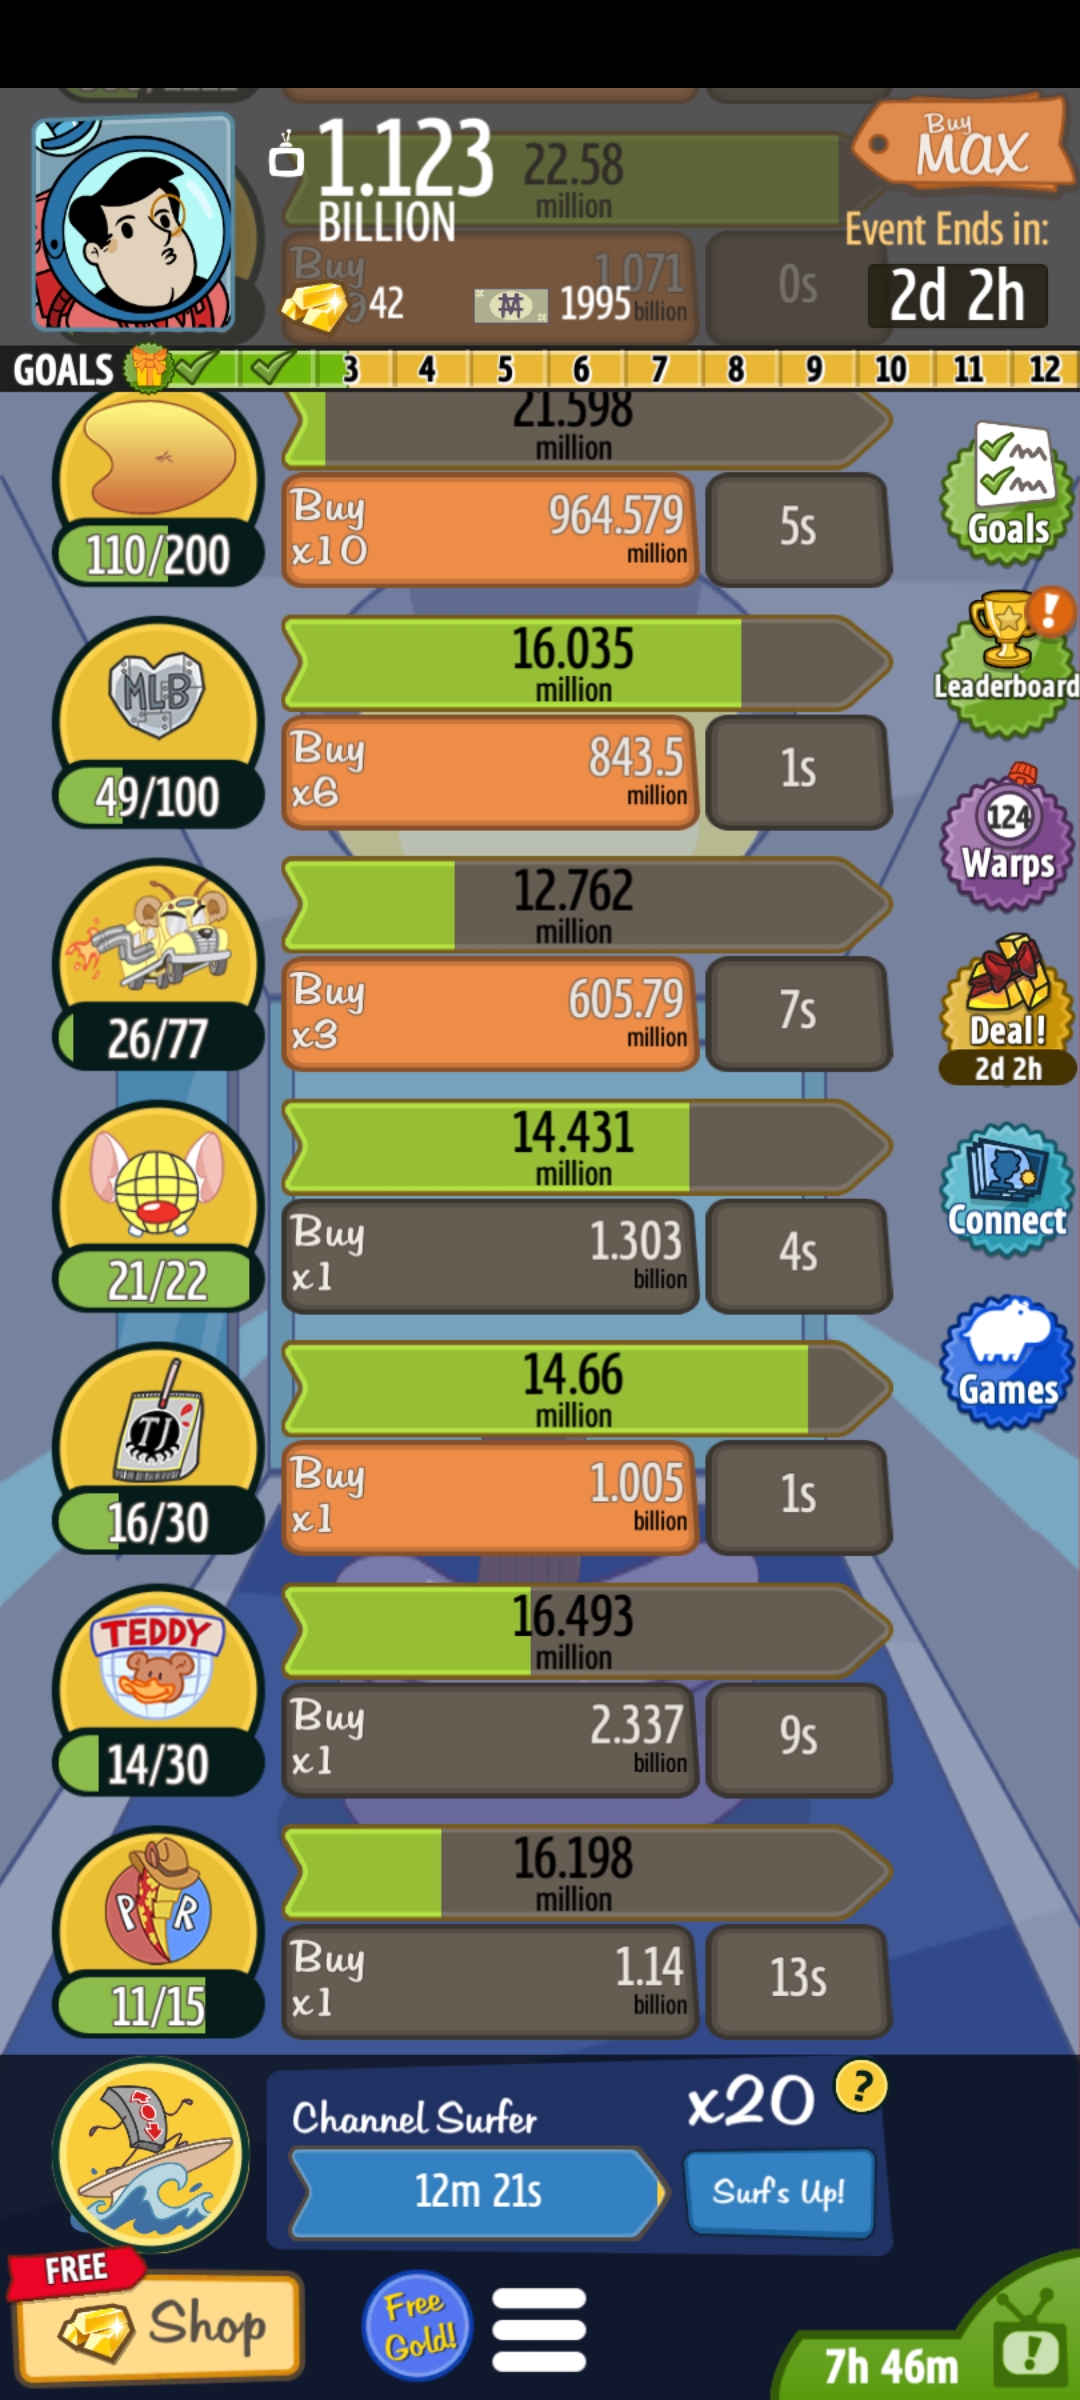 1.123
BILLION
22.58
million
Buy
MAX
Event Ends in:
2d 2h
Buy
1.071
billion
0s
42
1995
GOALS
3 4 5 6 7 8 9 10 11 12
21.598
million
110/200
Buy
x10
964.579
million
5s
Goals
16.035
million
MLB
49/100
Buy
x6
843.5
million
1s
Leaderboard
12.762
million
26/77
Buy
x3
605.79
million
7s
124
Warps
Deal!
2d 2h
14.431
million
21/22
Buy
x1
1.303
billion
4s
Connect
14.66
million
TJ
16/30
Buy
x1
1.005
billion
1s
Games
16.493
million
TEDDY
14/30
Buy
x1
2.337
billion
9s
16.198
million
P R
11/15
Buy
x1
1.14
billion
13s
Channel Surfer
x20
?
12m 21s
Surf's Up!
FREE
Shop
Free
Gold!
7h 46m
!